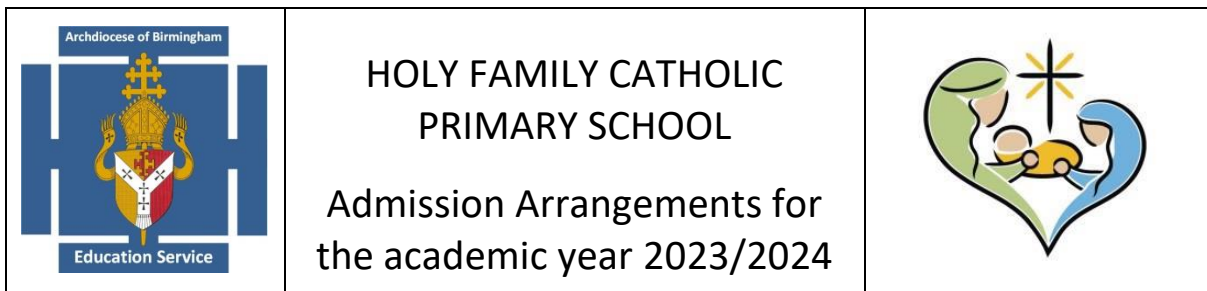 Archdiocese of Birmingham
Education Service
HOLY FAMILY CATHOLIC
PRIMARY SCHOOL
Admission Arrangements for
the academic year 2023/2024